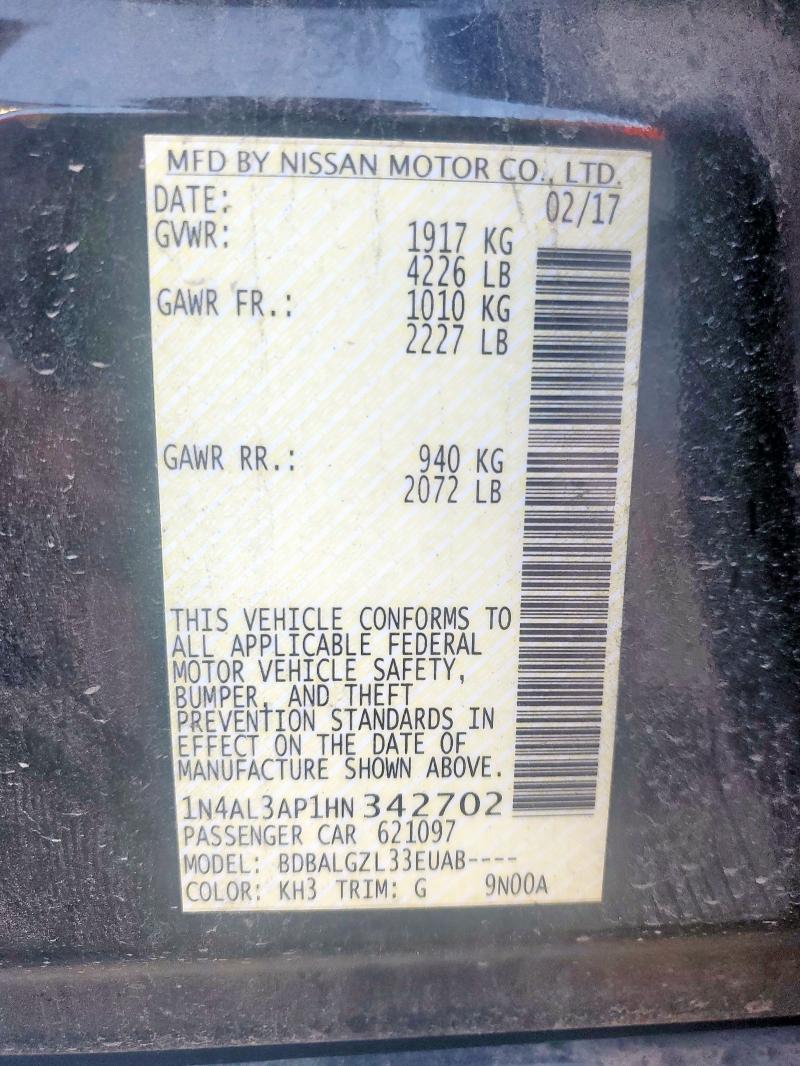 MFD BY NISSAN MOTOR CO., LTD.
DATE: 02/17
GVWR: 1917 KG
4226 LB
GAWR FR.: 1010 KG
2227 LB
GAWR RR.: 940 KG
2072 LB
THIS VEHICLE CONFORMS TO
ALL APPLICABLE FEDERAL
MOTOR VEHICLE SAFETY,
BUMPER, AND THEFT
PREVENTION STANDARDS IN
EFFECT ON THE DATE OF
MANUFACTURE SHOWN ABOVE.
1N4AL3AP1HN342702
PASSENGER CAR 621097
MODEL: BDBALGZL33EUAB----
COLOR: KH3 TRIM: G 9N00A